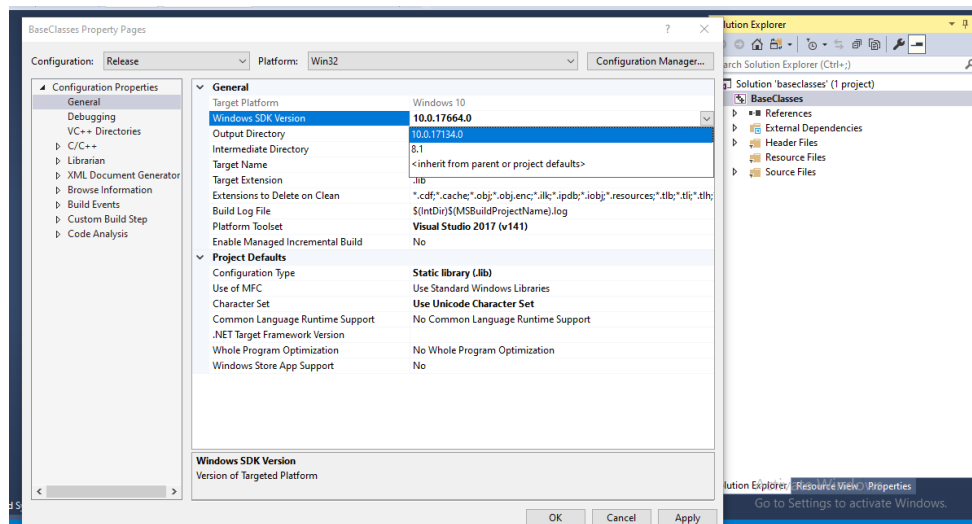 BaseClasses Property Pages
? ×
Configuration: Release Platform: Win32 Configuration Manager...
Configuration Properties
General
Debugging
VC++ Directories
C/C++
Librarian
XML Document Generator
Browse Information
Build Events
Custom Build Step
Code Analysis
General
Target Platform Windows 10
Windows SDK Version 10.0.17664.0
Output Directory 10.0.17134.0
Intermediate Directory 8.1
Target Name <inherit from parent or project defaults>
Target Extension .lib
Extensions to Delete on Clean *.cdf;*.cache;*.obj;*.obj.enc;*.ilk;*.ipdb;*.iobj;*.resources;*.tlb;*.tli;*.tlh;
Build Log File $(IntDir)$(MSBuildProjectName).log
Platform Toolset Visual Studio 2017 (v141)
Enable Managed Incremental Build No
Project Defaults
Configuration Type Static library (.lib)
Use of MFC Use Standard Windows Libraries
Character Set Use Unicode Character Set
Common Language Runtime Support No Common Language Runtime Support
.NET Target Framework Version
Whole Program Optimization No Whole Program Optimization
Windows Store App Support No
Windows SDK Version
Version of Targeted Platform
OK Cancel Apply
lution Explorer
arch Solution Explorer (Ctrl+;)
Solution 'baseclasses' (1 project)
BaseClasses
References
External Dependencies
Header Files
Resource Files
Source Files
lution Explorer Resource View Properties
Activate Windows
Go to Settings to activate Windows.